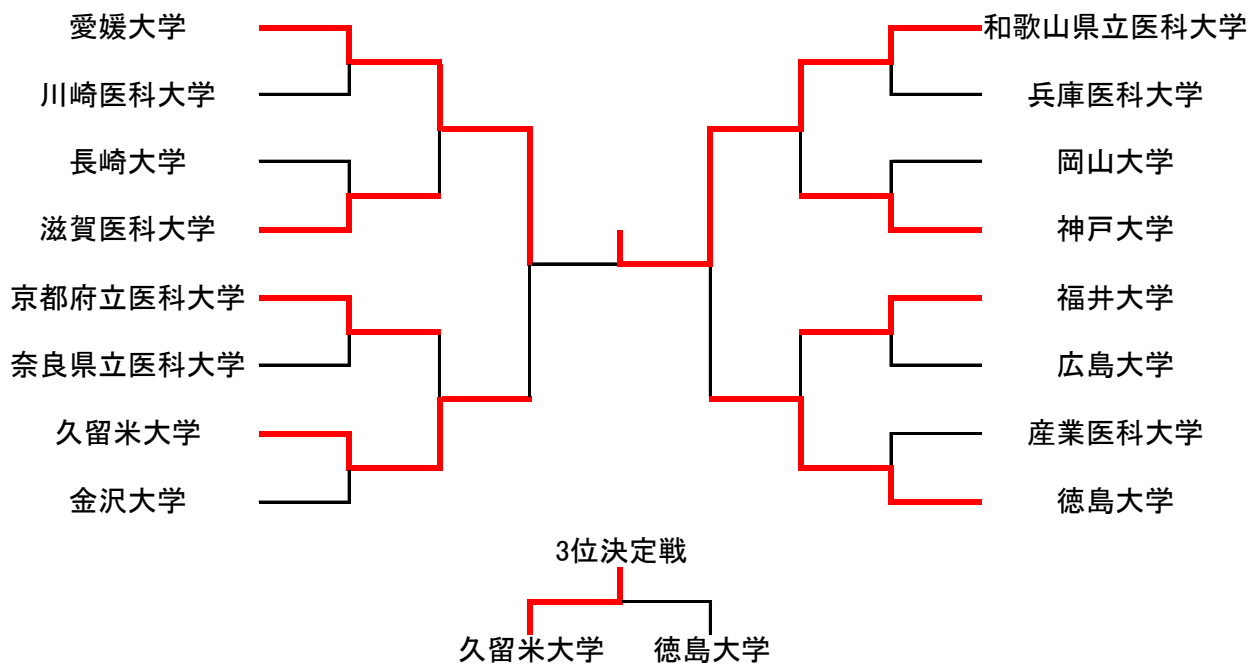 愛媛大学
川崎医科大学
長崎大学
滋賀医科大学
京都府立医科大学
奈良県立医科大学
久留米大学
金沢大学
和歌山県立医科大学
兵庫医科大学
岡山大学
神戸大学
福井大学
広島大学
産業医科大学
徳島大学
3位決定戦
久留米大学
徳島大学